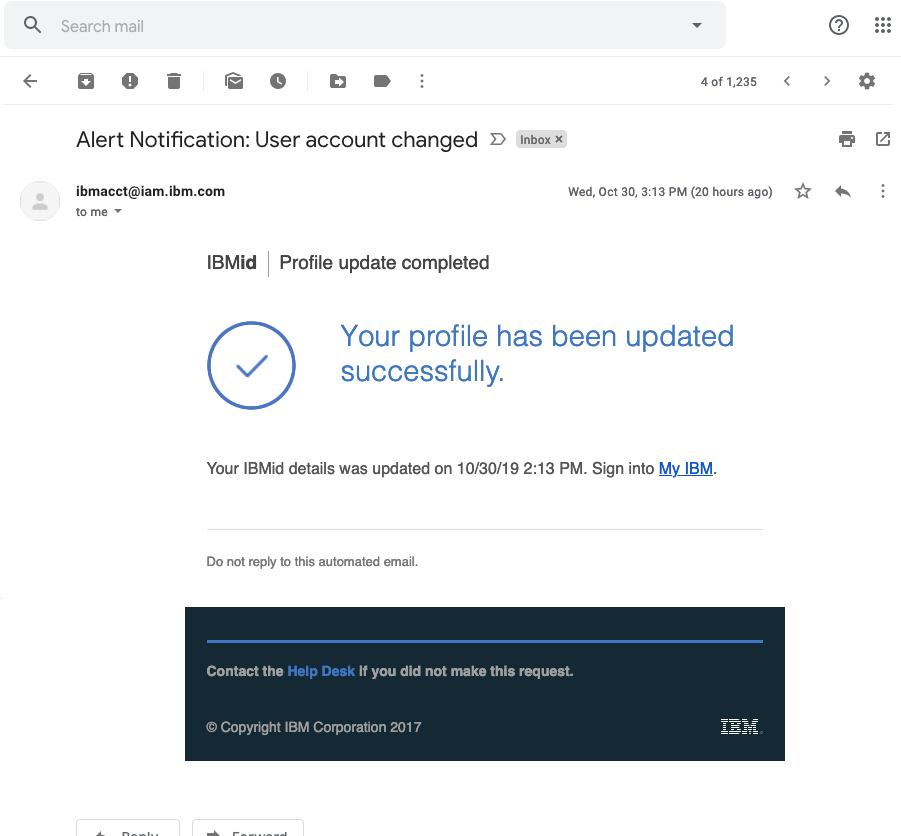 Search mail
4 of 1,235
Alert Notification: User account changed
Inbox ×
ibmacct@iam.ibm.com
Wed, Oct 30, 3:13 PM (20 hours ago)
to me
IBMid | Profile update completed
Your profile has been updated
successfully.
Your IBMid details was updated on 10/30/19 2:13 PM. Sign into My IBM.
Do not reply to this automated email.
Contact the Help Desk if you did not make this request.
© Copyright IBM Corporation 2017
IBM.
Reply
Forward